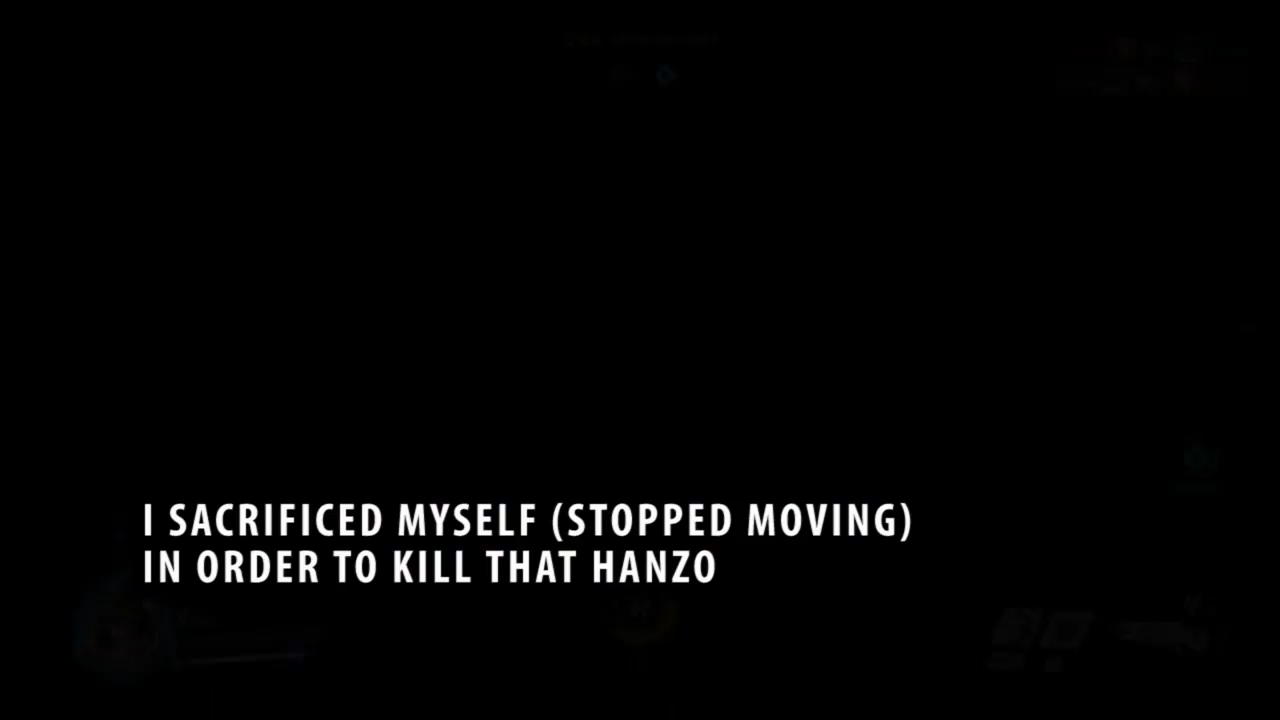 I SACRIFICED MYSELF (STOPPED MOVING)
IN ORDER TO KILL THAT HANZO